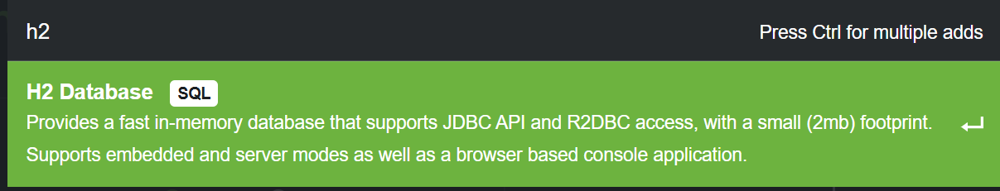 h2
Press Ctrl for multiple adds
H2 Database SQL
Provides a fast in-memory database that supports JDBC API and R2DBC access, with a small (2mb) footprint.
Supports embedded and server modes as well as a browser based console application.